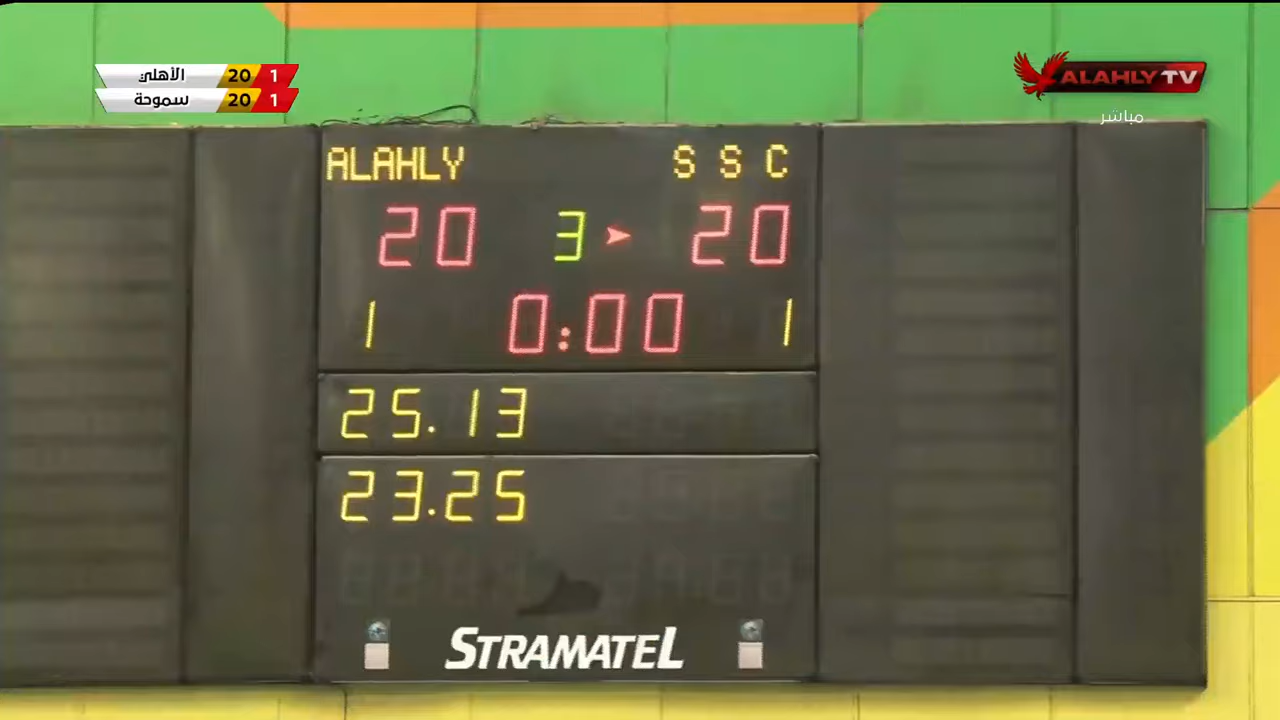 الأهلي 20 1
سموحة 20 1
ALAHLY TV
مباشر
ALAHLY S S C
20 3 20
1 0:00 1
25.13
23.25
STRAMATEL